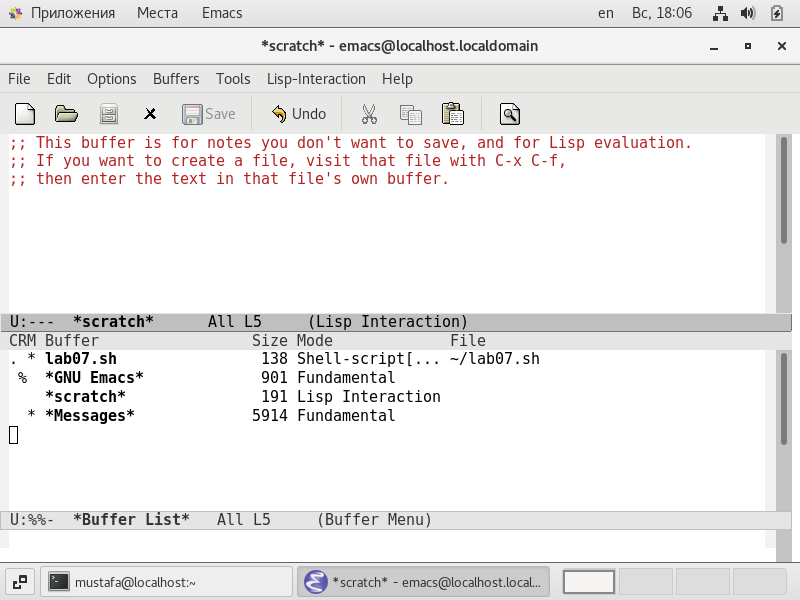 Приложения Места Emacs en Вс, 18:06
*scratch* - emacs@localhost.localdomain
File Edit Options Buffers Tools Lisp-Interaction Help
Save Undo
;; This buffer is for notes you don't want to save, and for Lisp evaluation.
;; If you want to create a file, visit that file with C-x C-f,
;; then enter the text in that file's own buffer.
U:--- *scratch* All L5 (Lisp Interaction)
CRM Buffer Size Mode File
. * lab07.sh 138 Shell-script[... ~/lab07.sh
% *GNU Emacs* 901 Fundamental
*scratch* 191 Lisp Interaction
* *Messages* 5914 Fundamental
U:%%- *Buffer List* All L5 (Buffer Menu)
mustafa@localhost:~ *scratch* - emacs@localhost.local...